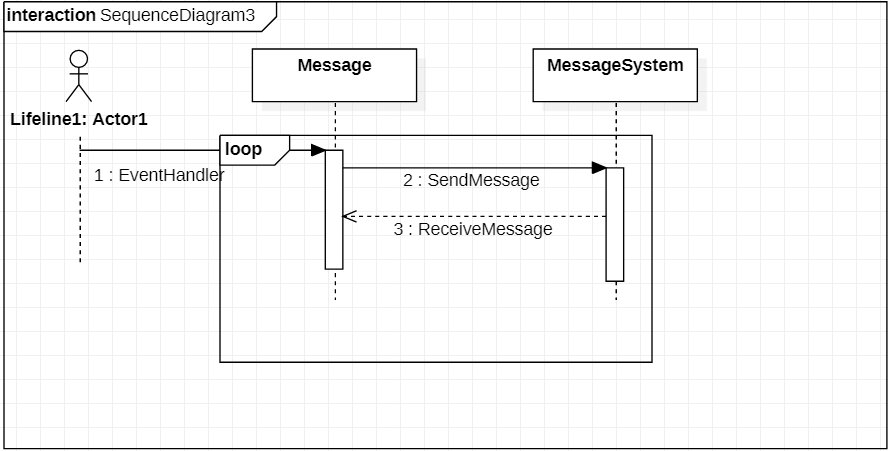 interaction SequenceDiagram3
Message
MessageSystem
Lifeline1: Actor1
loop
1 : EventHandler
2 : SendMessage
3 : ReceiveMessage